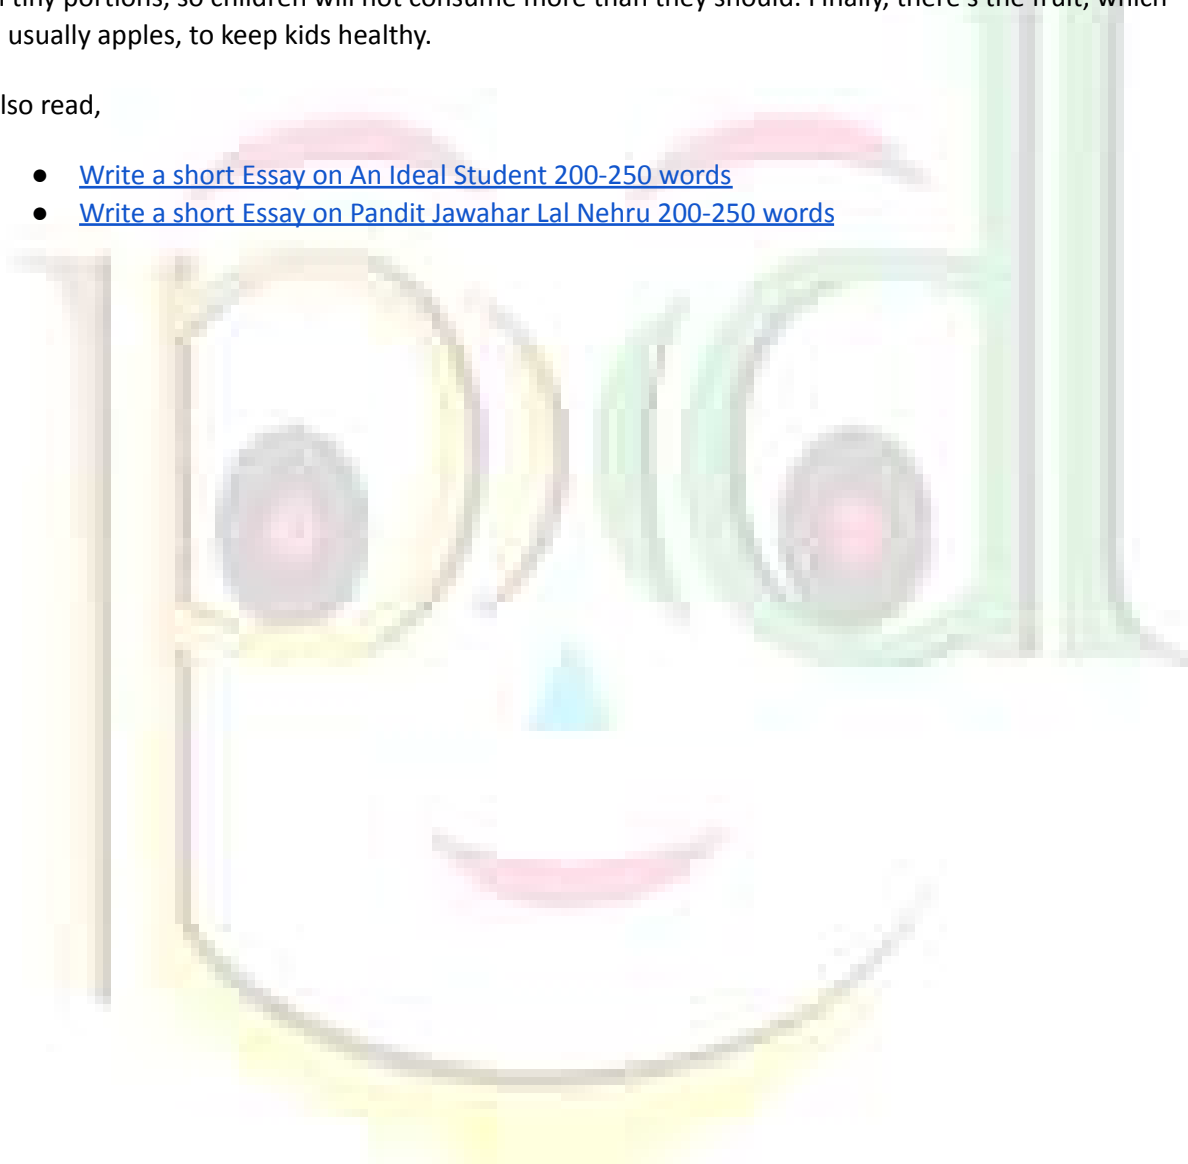 tiny portions, so children will not consume more than they should. Finally, there's the fruit, which
usually apples, to keep kids healthy.
lso read,
● Write a short Essay on An Ideal Student 200-250 words
● Write a short Essay on Pandit Jawahar Lal Nehru 200-250 words